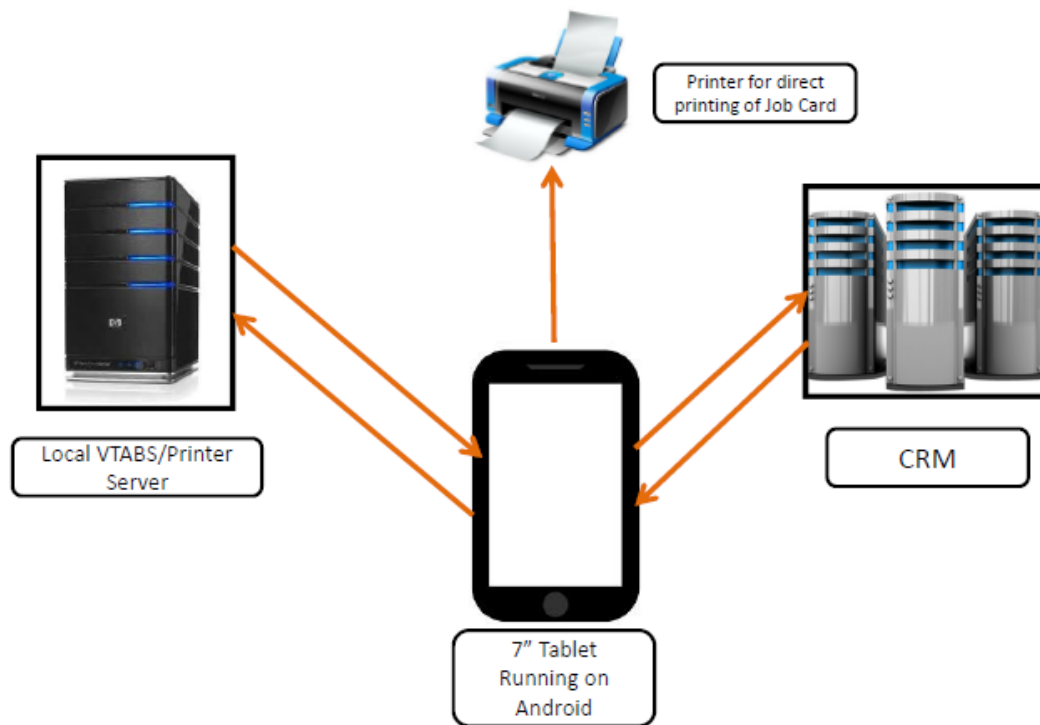 Printer for direct
printing of Job Card
Local VTABS/Printer
Server
CRM
7” Tablet
Running on
Android